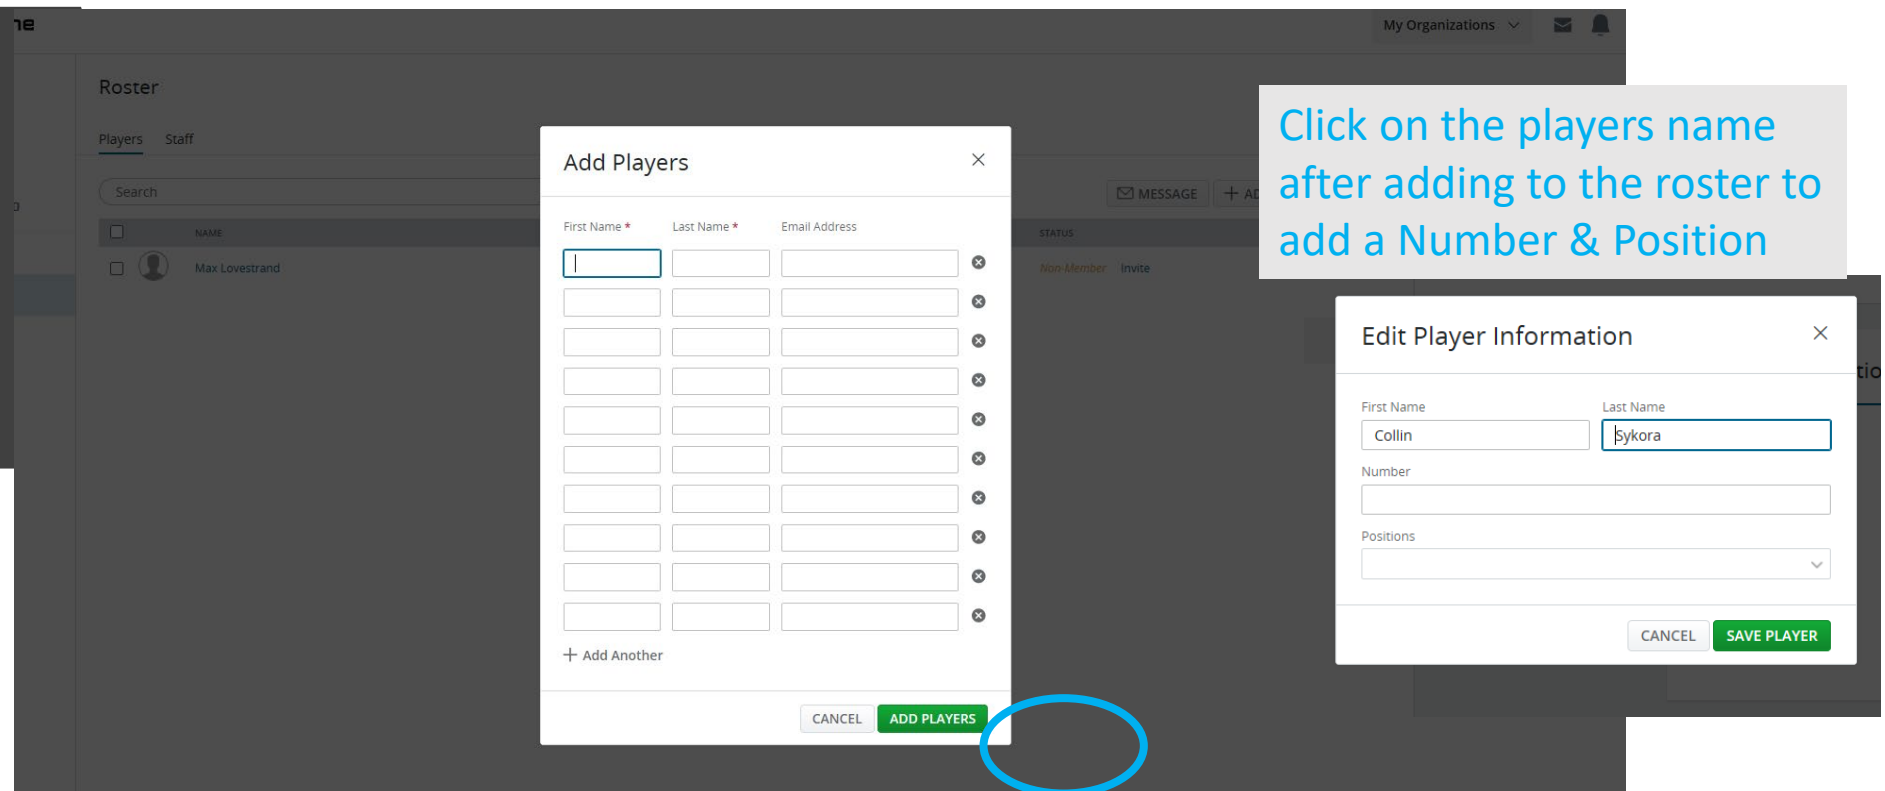 My Organizations
Roster
Players Staff
Search
MESSAGE
NAME
STATUS
Max Lovestrand
Non-Member Invite
Add Players
First Name * Last Name * Email Address
Add Another
CANCEL ADD PLAYERS
Click on the players name
after adding to the roster to
add a Number & Position
Edit Player Information
First Name Last Name
Collin Sykora
Number
Positions
CANCEL SAVE PLAYER